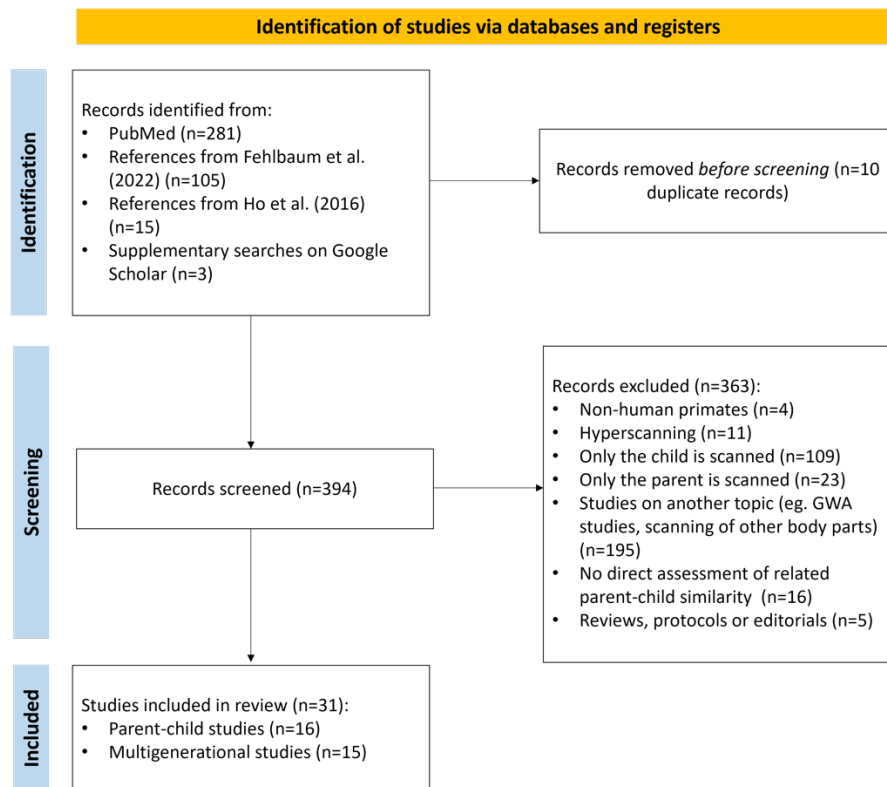 Identification of studies via databases and registers
Identification
Records identified from:
• PubMed (n=281)
• References from Fehlbaum et al.
(2022) (n=105)
• References from Ho et al. (2016)
(n=15)
• Supplementary searches on Google
Scholar (n=3)
Records removed before screening (n=10
duplicate records)
Screening
Records screened (n=394)
Records excluded (n=363):
• Non-human primates (n=4)
• Hyperscanning (n=11)
• Only the child is scanned (n=109)
• Only the parent is scanned (n=23)
• Studies on another topic (eg. GWA
studies, scanning of other body parts)
(n=195)
• No direct assessment of related
parent-child similarity (n=16)
• Reviews, protocols or editorials (n=5)
Included
Studies included in review (n=31):
• Parent-child studies (n=16)
• Multigenerational studies (n=15)